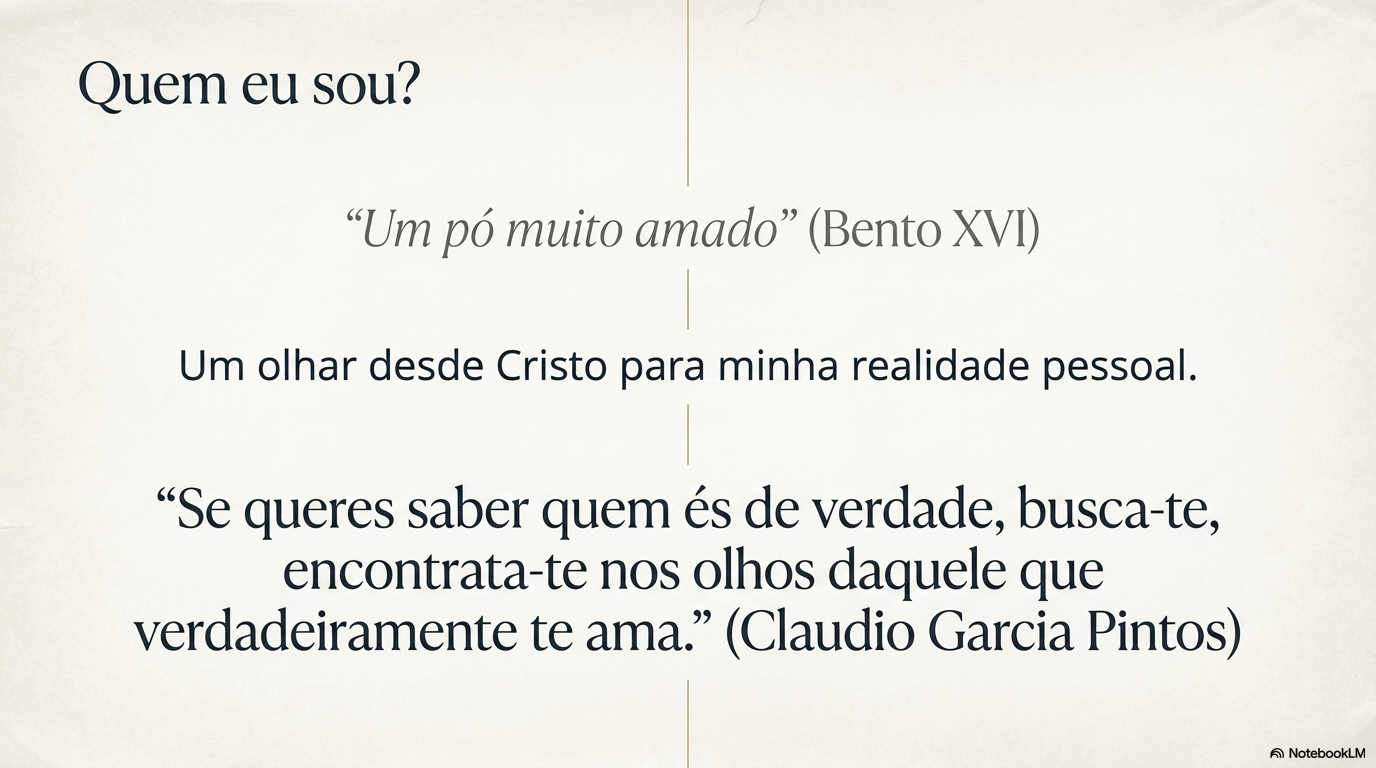 Quem eu sou?
“Um pó muito amado” (Bento XVI)
Um olhar desde Cristo para minha realidade pessoal.
“Se queres saber quem és de verdade, busca-te,
encontrata-te nos olhos daquele que
verdadeiramente te ama.” (Claudio Garcia Pintos)
NotebookLM